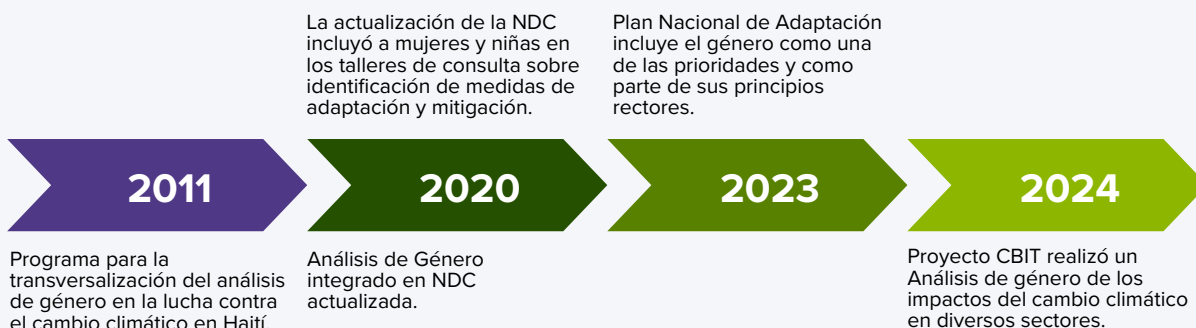 La actualización de la NDC
incluyó a mujeres y niñas en
los talleres de consulta sobre
identificación de medidas de
adaptación y mitigación.
Plan Nacional de Adaptación
incluye el género como una
de las prioridades y como
parte de sus principios
rectores.
2011
2020
2023
2024
Programa para la
transversalización del análisis
de género en la lucha contra
el cambio climático en Haití.
Análisis de Género
integrado en NDC
actualizada.
Proyecto CBIT realizó un
Análisis de género de los
impactos del cambio climático
en diversos sectores.